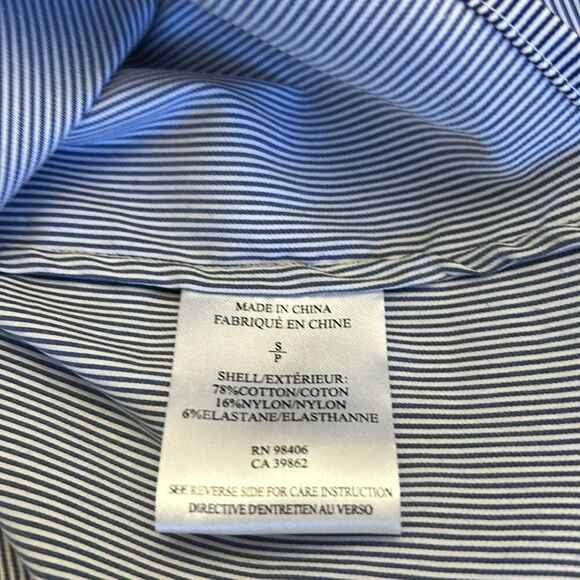 MADE IN CHINA
FABRIQUÉ EN CHINE
S
P
SHELL/EXTÉRIEUR:
78%COTTON/COTON
16%NYLON/NYLON
6%ELASTANE/ELASTHANNE
RN 98406
CA 39862
SEE REVERSE SIDE FOR CARE INSTRUCTION
DIRECTIVE D'ENTRETIEN AU VERSO